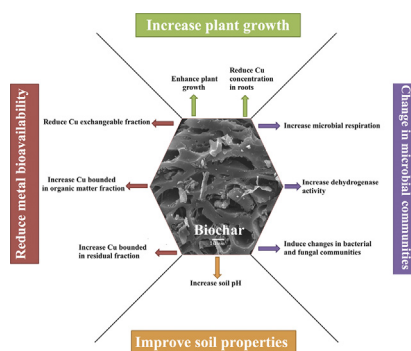 Increase plant growth
Reduce Cu
concentration
in roots
Enhance plant
growth
Reduce metal bioavailability
Reduce Cu exchangeable fraction
Increase Cu bounded
in organic matter fraction
Increase Cu bounded
in residual fraction
Biochar
Change in microbial
communities
Increase microbial respiration
Increase dehydrogenase
activity
Induce changes in bacterial
and fungal communities
Increase soil pH
Improve soil properties